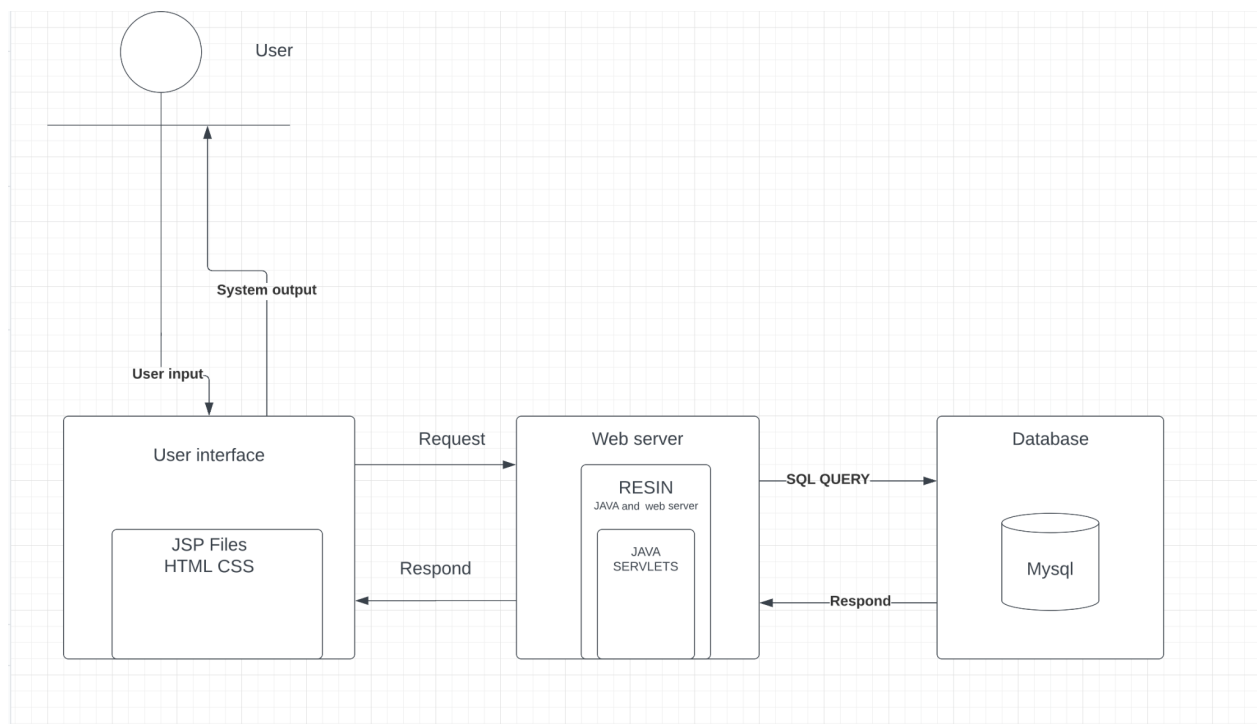 User
System output
User input
User interface
JSP Files
HTML CSS
Request
Respond
Web server
RESIN
JAVA and web server
JAVA
SERVLETS
SQL QUERY
Respond
Database
Mysql